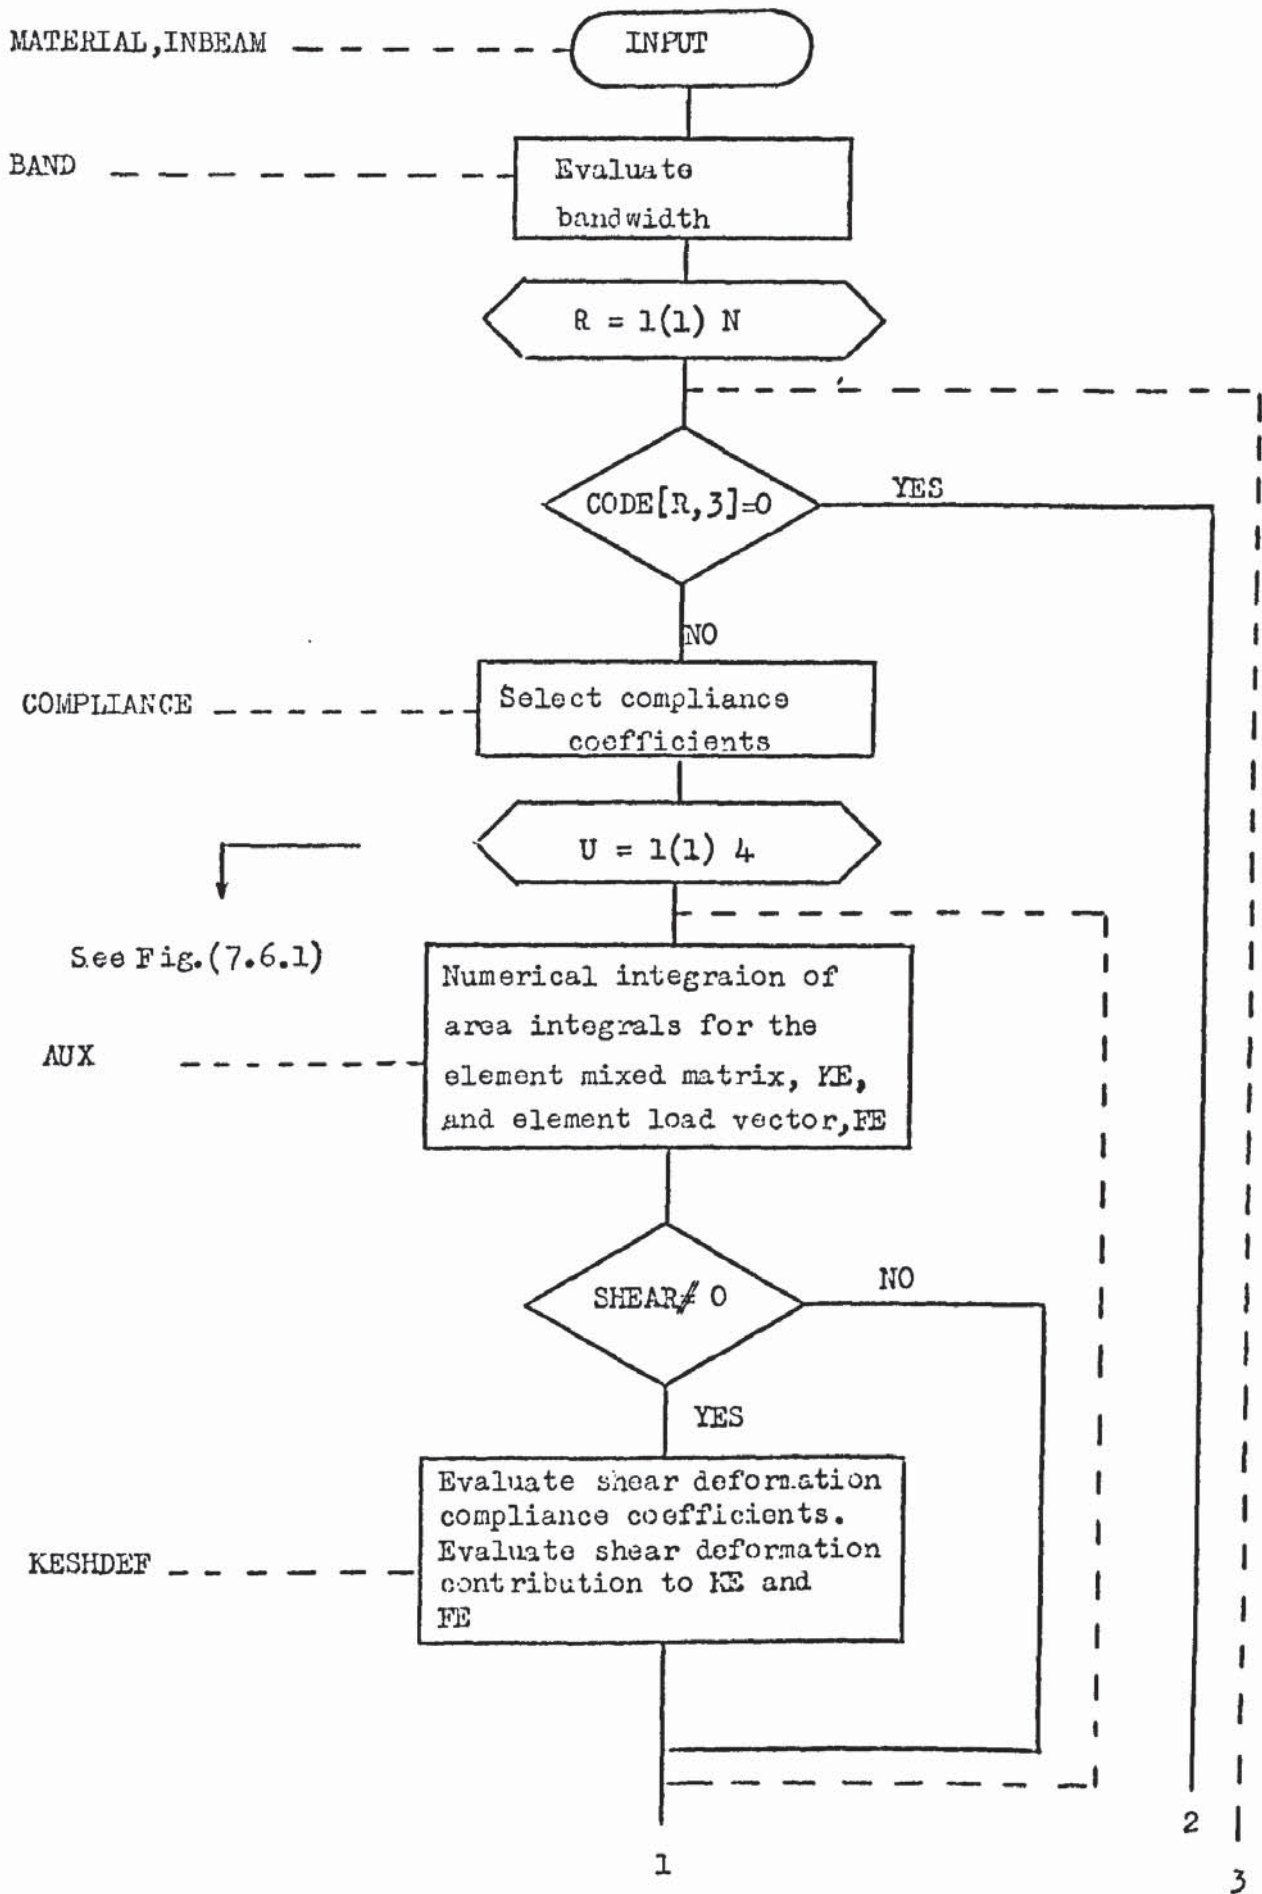 MATERIAL,INBEAM
INPUT
BAND
Evaluate
bandwidth
R = 1(1) N
CODE[R,3]=0
YES
NO
COMPLIANCE
Select compliance
coefficients
U = 1(1) 4
See Fig.(7.6.1)
AUX
Numerical integraion of
area integrals for the
element mixed matrix, KE,
and element load vector,FE
SHEAR≠ 0
NO
YES
KESHDEF
Evaluate shear deformation
compliance coefficients.
Evaluate shear deformation
contribution to KE and
FE
1
2
3